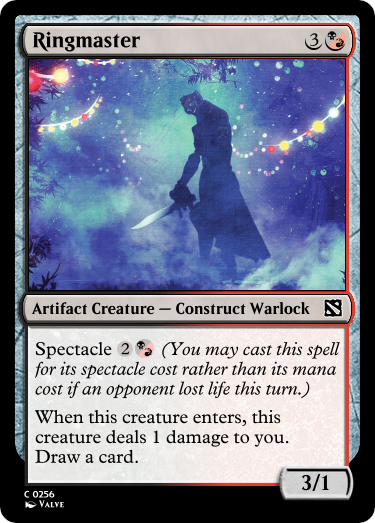 Ringmaster 3
Artifact Creature — Construct Warlock
Spectacle 2 (You may cast this spell
for its spectacle cost rather than its mana
cost if an opponent lost life this turn.)
When this creature enters, this
creature deals 1 damage to you.
Draw a card.
3/1
C 0256
Valve